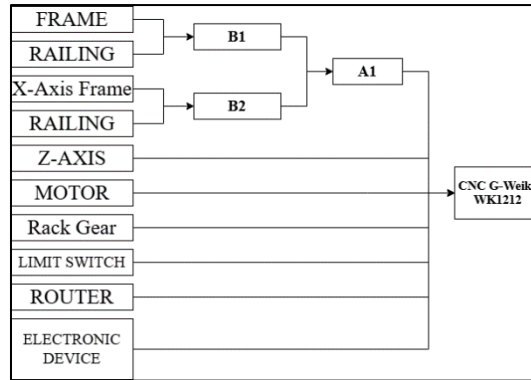 FRAME
RAILING
X-Axis Frame
RAILING
Z-AXIS
MOTOR
Rack Gear
LIMIT SWITCH
ROUTER
ELECTRONIC
DEVICE
B1
B2
A1
CNC G-Weik
WK1212